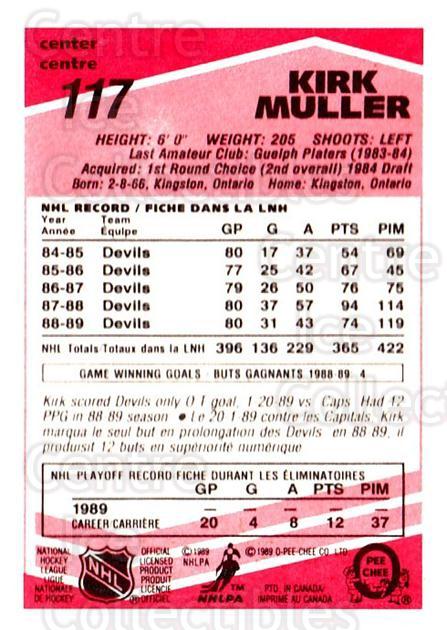 center
centre
117
KIRK
MULLER
HEIGHT: 6' 0" WEIGHT: 205 SHOOTS: LEFT
Last Amateur Club: Guelph Platers (1983-84)
Acquired: 1st Round Choice (2nd overall) 1984 Draft
Born: 2-8-66, Kingston, Ontario Home: Kingston, Ontario
NHL RECORD / FICHE DANS LA LNH
Year Team
Année Équipe GP G A PTS PIM
84-85 Devils 80 17 37 54 69
85-86 Devils 77 25 42 67 45
86-87 Devils 79 26 50 76 75
87-88 Devils 80 37 57 94 114
88-89 Devils 80 31 43 74 119
NHL Totals Totaux dans la LNH 396 136 229 365 422
GAME WINNING GOALS - BUTS GAGNANTS 1988-89 4
Kirk scored Devils only O T goal, 1 20-89 vs Caps Had 12
PPG in 88 89 season ● Le 20 1 89 contre les Capitals, Kirk
marqua le seul but en prolongation des Devils en 88 89, il
produisit 12 buts en supériorité numérique
NHL PLAYOFF RECORD FICHE DURANT LES ÉLIMINATOIRES
GP G A PTS PIM
1989 — — — — —
CAREER CARRIÈRE 20 4 8 12 37
NATIONAL
HOCKEY
LEAGUE
LIGUE
NATIONALE
DE HOCKEY
NHL
OFFICIAL
LICENSED
PRODUCT
PRODUIT
OFFICIEL
© 1989
NHLPA
TM
NHLPA
© 1989 O-PEE-CHEE CO LTD
PTD. IN CANADA
IMPRIMÉ AU CANADA
O
PEE
CHEE
®
Centre
Ice
Collectibles